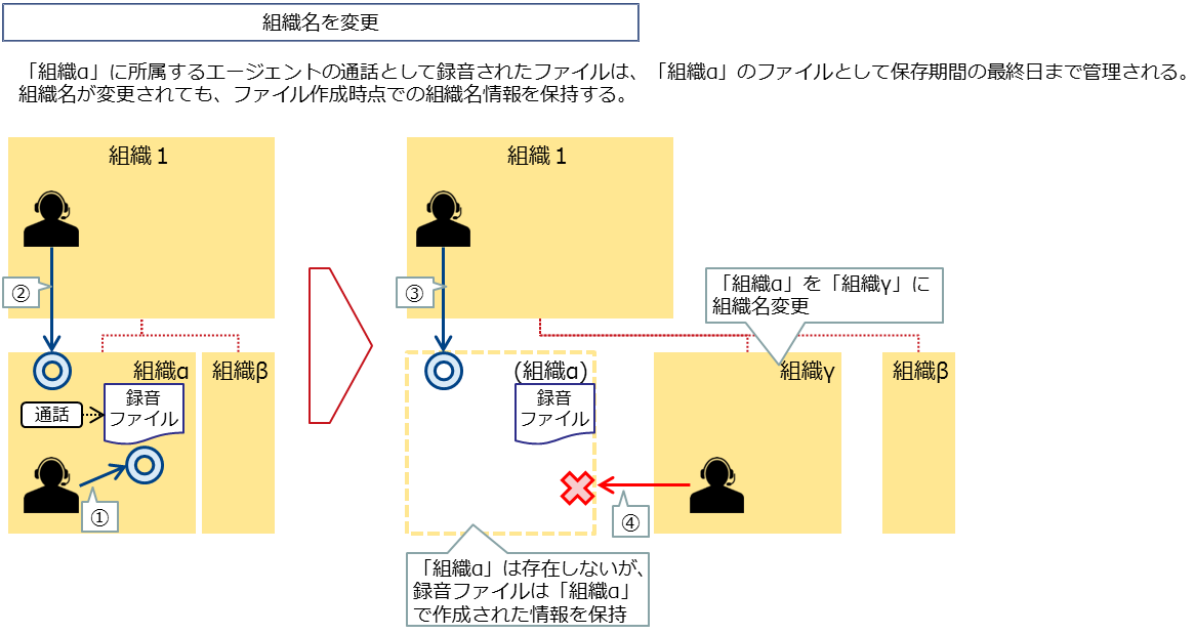 組織名を変更
「組織α」に所属するエージェントの通話として録音されたファイルは、「組織α」のファイルとして保存期間の最終日まで管理される。
組織名が変更されても、ファイル作成時点での組織名情報を保持する。
組織1
②
組織α
組織β
通話
録音
ファイル
①
組織1
③
「組織α」を「組織γ」に
組織名変更
(組織α)
録音
ファイル
組織γ
組織β
④
「組織α」は存在しないが、
録音ファイルは「組織α」
で作成された情報を保持